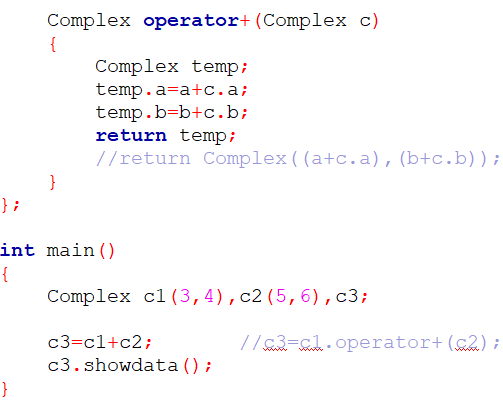 Complex operator+(Complex c)
{
Complex temp;
temp.a=a+c.a;
temp.b=b+c.b;
return temp;
//return Complex((a+c.a),(b+c.b));
}
};
int main()
{
Complex c1(3,4),c2(5,6),c3;
c3=c1+c2; //c3=c1.operator+(c2);
c3.showdata();
}